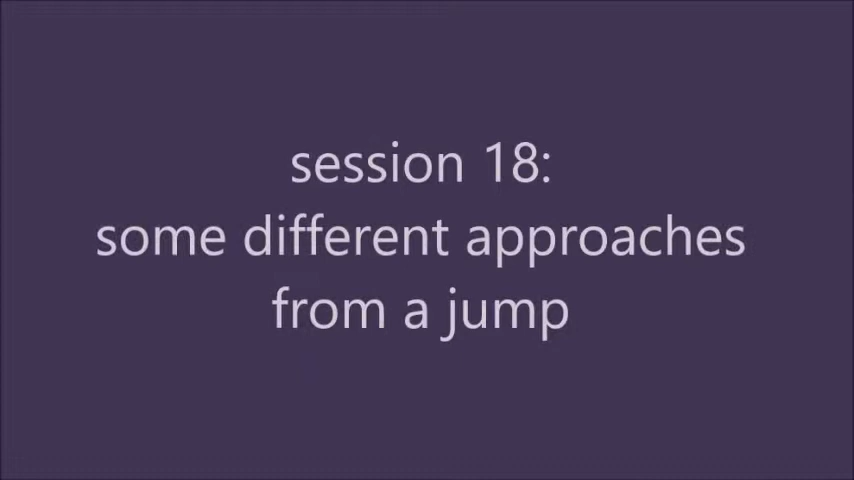 session 18:
some different approaches
from a jump